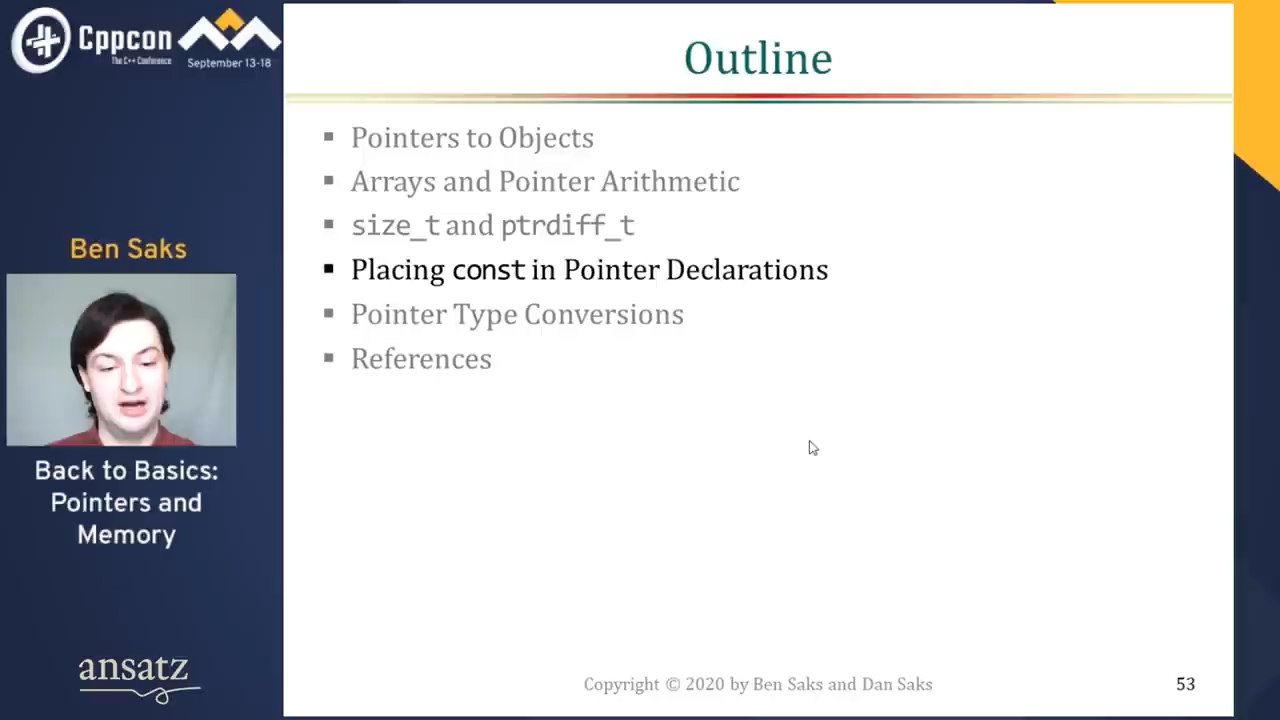 Cppcon
The C++ Conference
September 13-18
Ben Saks
Back to Basics:
Pointers and
Memory
ansatz
Outline
▪ Pointers to Objects
▪ Arrays and Pointer Arithmetic
▪ size_t and ptrdiff_t
▪ Placing const in Pointer Declarations
▪ Pointer Type Conversions
▪ References
Copyright © 2020 by Ben Saks and Dan Saks
53